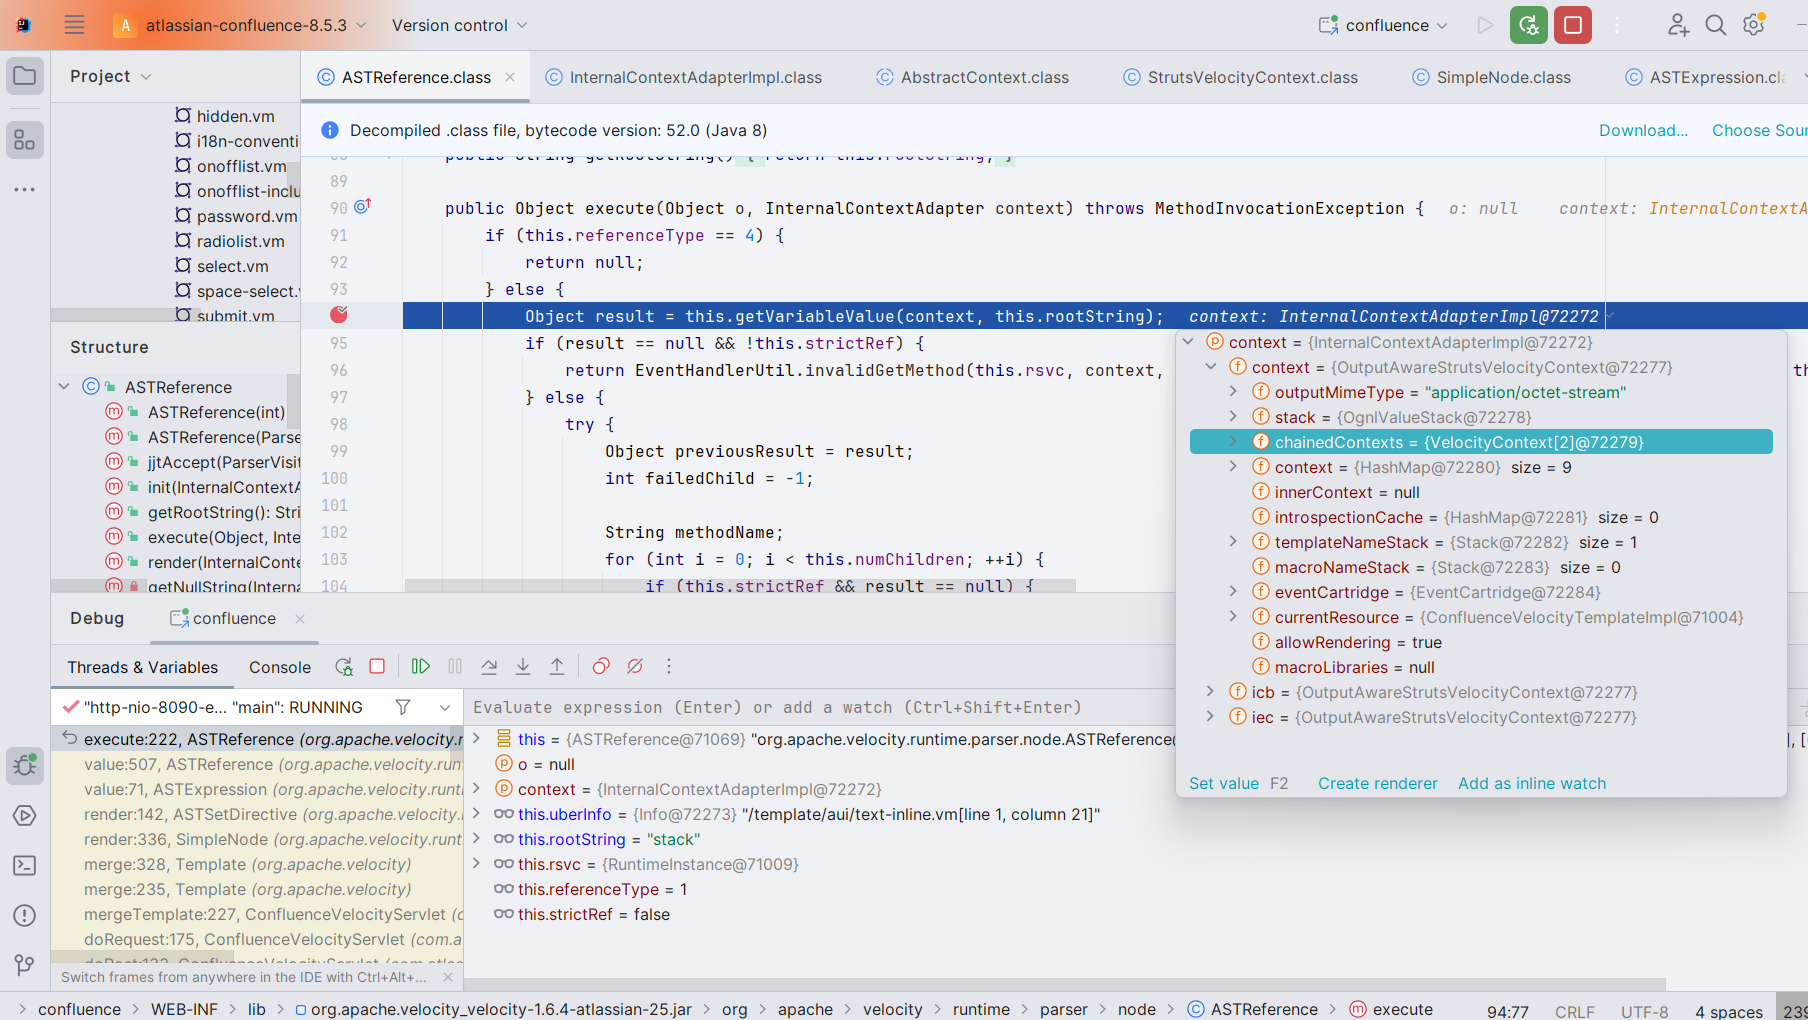 A atlassian-confluence-8.5.3 Version control confluence
Project
ASTReference.class InternalContextAdapterImpl.class AbstractContext.class StrutsVelocityContext.class SimpleNode.class ASTExpression.cla
hidden.vm
i18n-conventi
onofflist.vm
onofflist-inclu
password.vm
radiolist.vm
select.vm
space-select.v
submit.vm
Decompiled .class file, bytecode version: 52.0 (Java 8) Download... Choose Sour
public String getRootString() { return this.rootString; }
89
90 public Object execute(Object o, InternalContextAdapter context) throws MethodInvocationException { o: null context: InternalContextA
91 if (this.referenceType == 4) {
92 return null;
93 } else {
Object result = this.getVariableValue(context, this.rootString); context: InternalContextAdapterImpl@72272
95 if (result == null && !this.strictRef) {
96 return EventHandlerUtil.invalidGetMethod(this.rsvc, context, th
97 } else {
98 try {
99 Object previousResult = result;
100 int failedChild = -1;
101
102 String methodName;
103 for (int i = 0; i < this.numChildren; ++i) {
104 if (this.strictRef && result == null) {
Structure
ASTReference
ASTReference(int)
ASTReference(Parse
jjtAccept(ParserVisit
init(InternalContextA
getRootString(): Stri
execute(Object, Inte
render(InternalConte
getNullString(Interna
context = {InternalContextAdapterImpl@72272}
context = {OutputAwareStrutsVelocityContext@72277}
outputMimeType = "application/octet-stream"
stack = {OgnlValueStack@72278}
chainedContexts = {VelocityContext[2]@72279}
context = {HashMap@72280} size = 9
innerContext = null
introspectionCache = {HashMap@72281} size = 0
templateNameStack = {Stack@72282} size = 1
macroNameStack = {Stack@72283} size = 0
eventCartridge = {EventCartridge@72284}
currentResource = {ConfluenceVelocityTemplateImpl@71004}
allowRendering = true
macroLibraries = null
icb = {OutputAwareStrutsVelocityContext@72277}
iec = {OutputAwareStrutsVelocityContext@72277}
Set value F2 Create renderer Add as inline watch
Debug confluence
Threads & Variables Console
"http-nio-8090-e... "main": RUNNING
execute:222, ASTReference (org.apache.velocity.r
value:507, ASTReference (org.apache.velocity.runt
value:71, ASTExpression (org.apache.velocity.runti
render:142, ASTSetDirective (org.apache.velocity.r
render:336, SimpleNode (org.apache.velocity.runti
merge:328, Template (org.apache.velocity)
merge:235, Template (org.apache.velocity)
mergeTemplate:227, ConfluenceVelocityServlet (c
doRequest:175, ConfluenceVelocityServlet (com.a
Switch frames from anywhere in the IDE with Ctrl+Alt+...
Evaluate expression (Enter) or add a watch (Ctrl+Shift+Enter)
this = {ASTReference@71069} "org.apache.velocity.runtime.parser.node.ASTReference( ],[
o = null
context = {InternalContextAdapterImpl@72272}
this.uberInfo = {Info@72273} "/template/aui/text-inline.vm[line 1, column 21]"
this.rootString = "stack"
this.rsvc = {RuntimeInstance@71009}
this.referenceType = 1
this.strictRef = false
confluence WEB-INF lib org.apache.velocity_velocity-1.6.4-atlassian-25.jar org apache velocity runtime parser node ASTReference execute 94:77 CRLF UTF-8 4 spaces 239